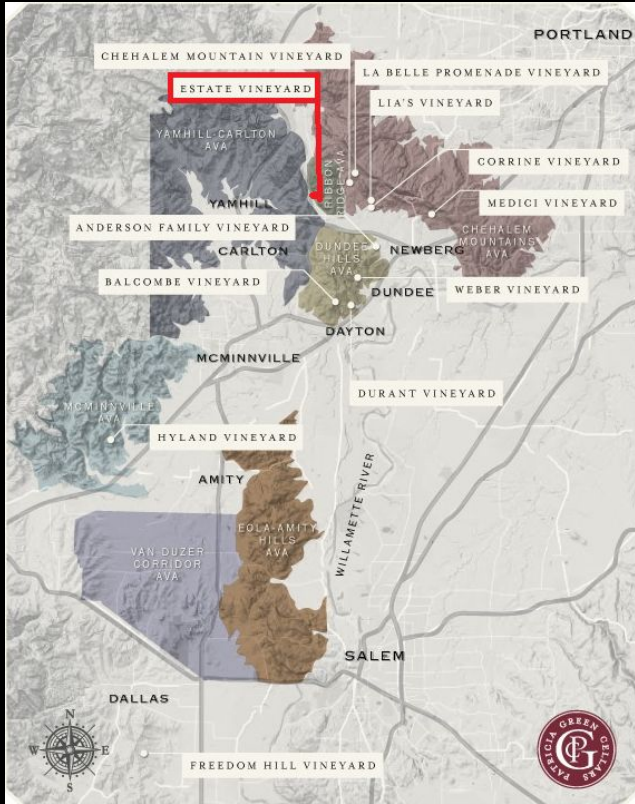 PORTLAND
CHEHALEM MOUNTAIN VINEYARD
LA BELLE PROMENADE VINEYARD
ESTATE VINEYARD
LIA'S VINEYARD
YAMHILL-CARLTON
AVA
CORRINE VINEYARD
RIBBON
RIDGE AVA
YAMHILL
MEDICI VINEYARD
ANDERSON FAMILY VINEYARD
CHEHALEM
MOUNTAINS
AVA
CARLTON
DUNDEE
HILLS
AVA
NEWBERG
BALCOMBE VINEYARD
DUNDEE
WEBER VINEYARD
DAYTON
MCMINNVILLE
DURANT VINEYARD
MCMINNVILLE
AVA
HYLAND VINEYARD
AMITY
WILLAMETTE RIVER
EOLA-AMITY
HILLS
AVA
VAN DUZER
CORRIDOR
AVA
SALEM
DALLAS
N
W E
S
FREEDOM HILL VINEYARD
PATRICIA GREEN CELLARS
PGC